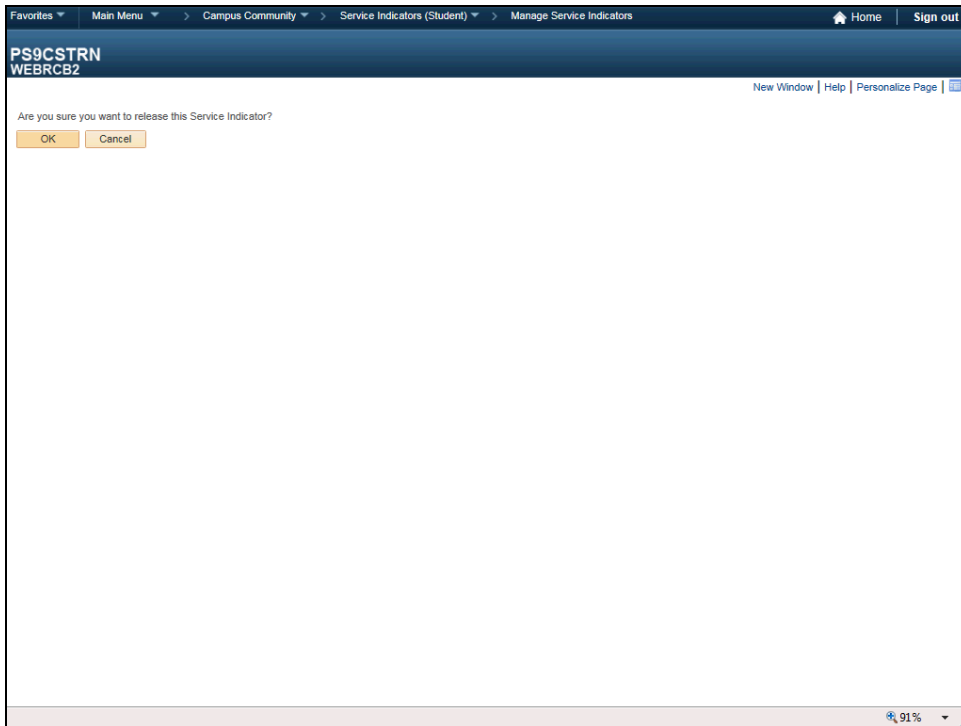 Favorites Main Menu > Campus Community > Service Indicators (Student) > Manage Service Indicators Home | Sign out
PS9CSTRN
WEBRCB2
New Window | Help | Personalize Page |
Are you sure you want to release this Service Indicator?
OK Cancel
91%